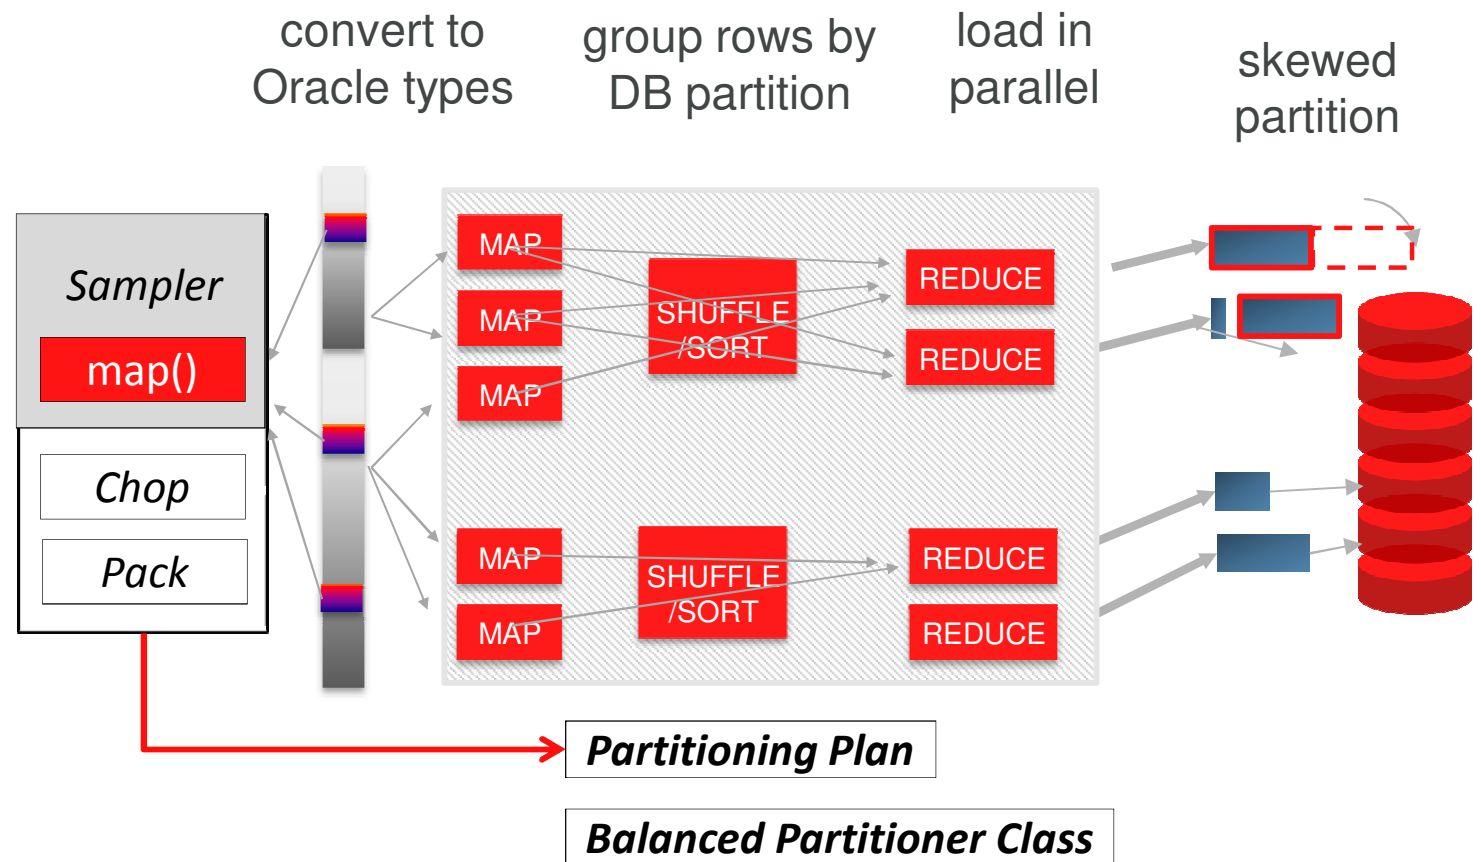 convert to
Oracle types
group rows by
DB partition
load in
parallel
skewed
partition
Sampler
map()
Chop
Pack
MAP
MAP
MAP
SHUFFLE
/SORT
REDUCE
REDUCE
MAP
MAP
SHUFFLE
/SORT
REDUCE
REDUCE
Partitioning Plan
Balanced Partitioner Class